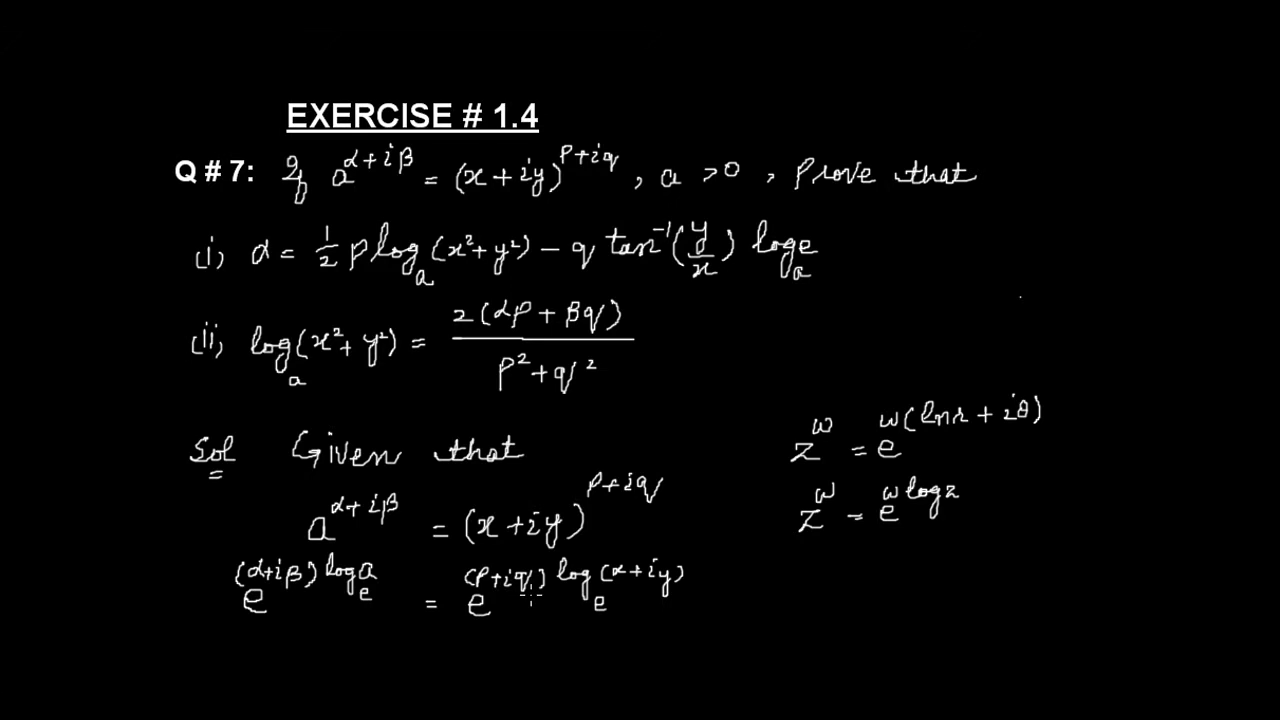 EXERCISE # 1.4
Q # 7: If a^{α+iβ} = (x+iy)^{p+iq}, a > 0, Prove that
(i) α = 1/2 p log_a (x²+y²) − q tan⁻¹(y/x) log_a e
(ii) log_a (x²+y²) = 2(αp + βq) / p²+q²
Sol Given that
z^w = e^{w(lnr + iθ)}
a^{α+iβ} = (x+iy)^{p+iq}
z^w = e^{w log z}
e^{(α+iβ) log_e a} = e^{(p+iq) log_e (x+iy)}